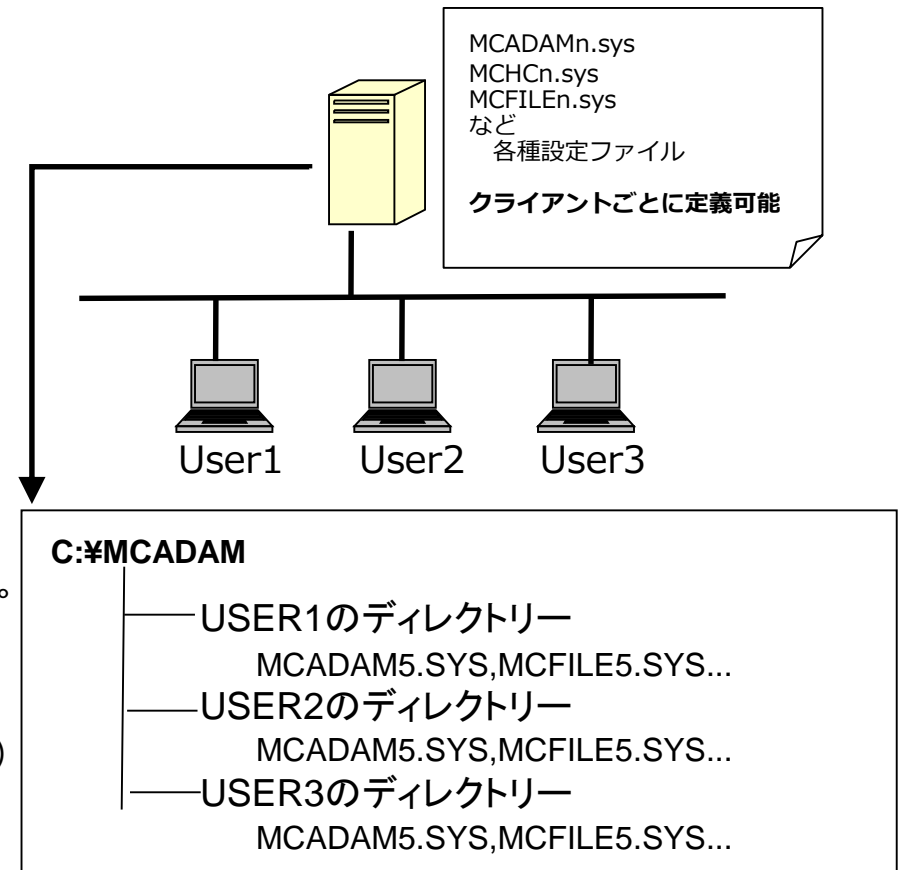 MCADAMn.sys
MCHCn.sys
MCFILEn.sys
など
各種設定ファイル
クライアントごとに定義可能
User1 User2 User3
C:¥MCADAM
。
USER1のディレクトリー
MCADAM5.SYS,MCFILE5.SYS...
USER2のディレクトリー
)
MCADAM5.SYS,MCFILE5.SYS...
USER3のディレクトリー
MCADAM5.SYS,MCFILE5.SYS...